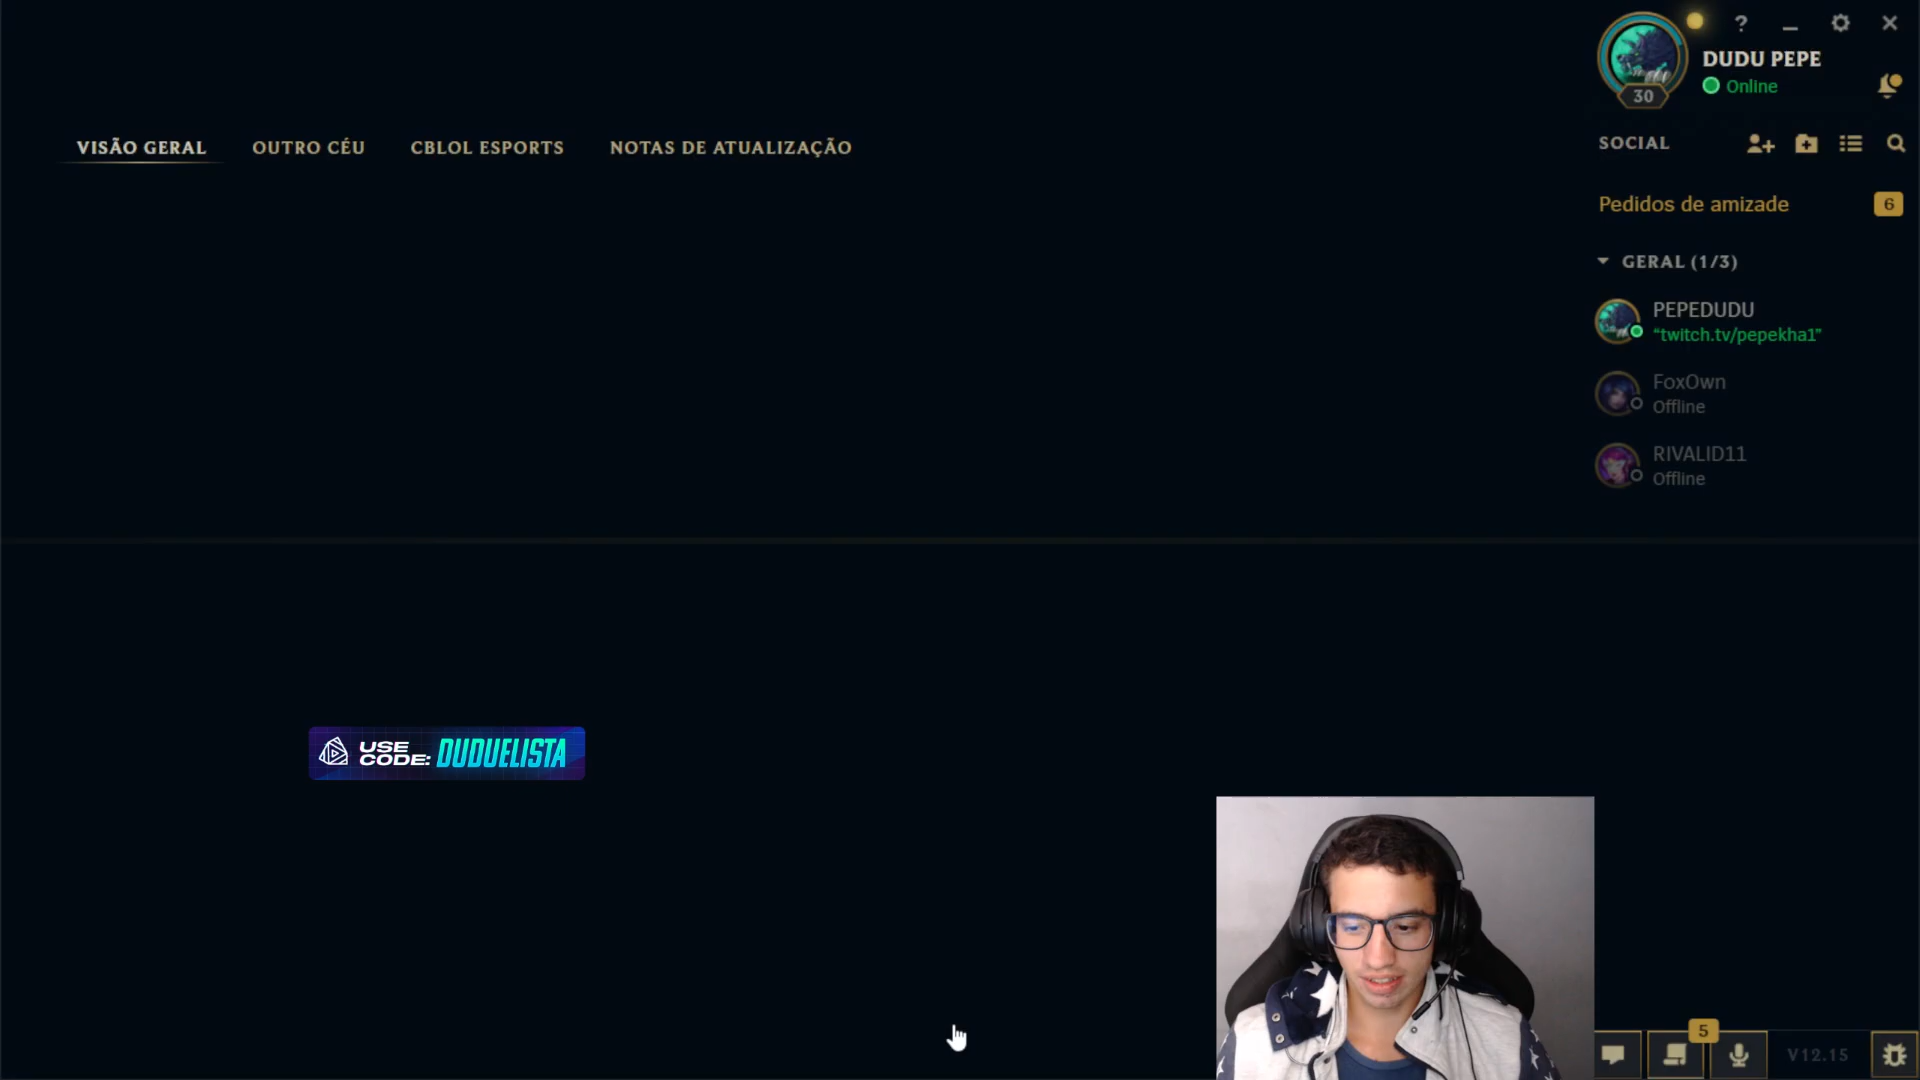 ?
DUDU PEPE
Online
30
VISÃO GERAL
OUTRO CÉU
CBLOL ESPORTS
NOTAS DE ATUALIZAÇÃO
SOCIAL
Pedidos de amizade
6
GERAL (1/3)
PEPEDUDU
“twitch.tv/pepekha1”
FoxOwn
Offline
RIVALID11
Offline
USE
CODE: DUDUELISTA
5
V12.15